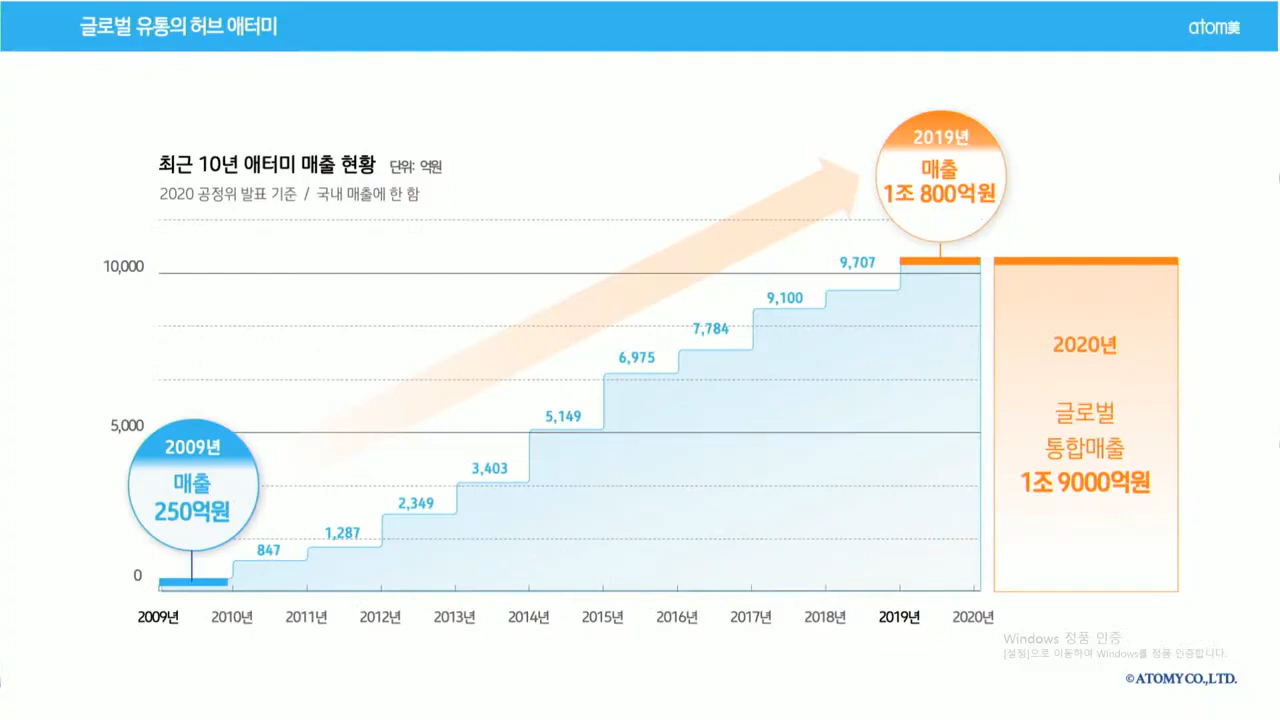 글로벌 유통의 허브 애터미
atom美
최근 10년 애터미 매출 현황 단위: 억원
2020 공정위 발표 기준 / 국내 매출에 한 함
2019년
매출
1조 800억원
10,000
5,000
0
2009년
매출
250억원
847
1,287
2,349
3,403
5,149
6,975
7,784
9,100
9,707
2020년
글로벌
통합매출
1조 9000억원
2009년 2010년 2011년 2012년 2013년 2014년 2015년 2016년 2017년 2018년 2019년 2020년
Windows 정품 인증
[설정]으로 이동하여 Windows를 정품 인증합니다.
©ATOMY CO.,LTD.